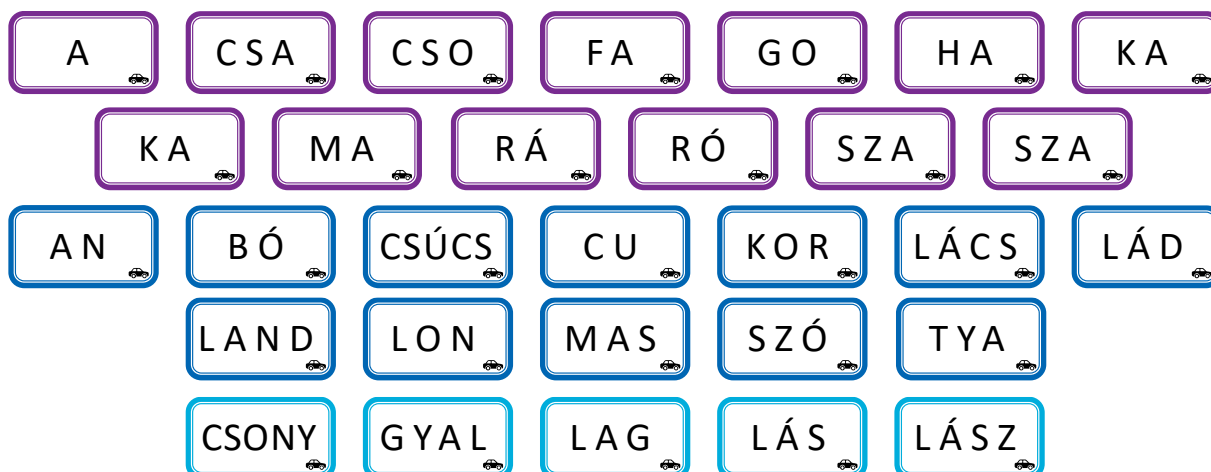 A CSA CSO FA GO HA KA
KA MA RÁ RÓ SZA SZA
AN BÓ CSÚCS CU KOR LÁCS LÁD
LAND LON MAS SZÓ TYA
CSONY GYAL LAG LÁS LÁSZ